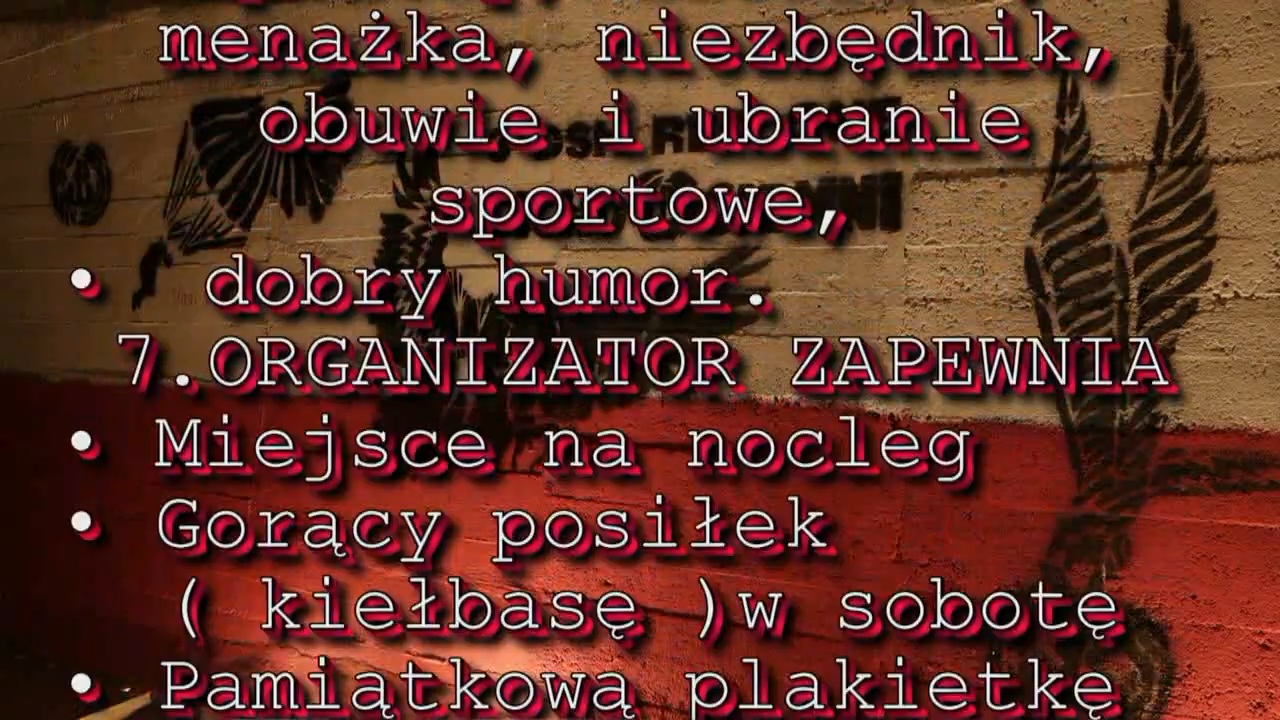 menażka, niezbędnik,
obuwie i ubranie
sportowe,
• dobry humor.
7.ORGANIZATOR ZAPEWNIA
• Miejsce na nocleg
• Gorący posiłek
( kiełbasę )w sobotę
• Pamiątkową plakietkę